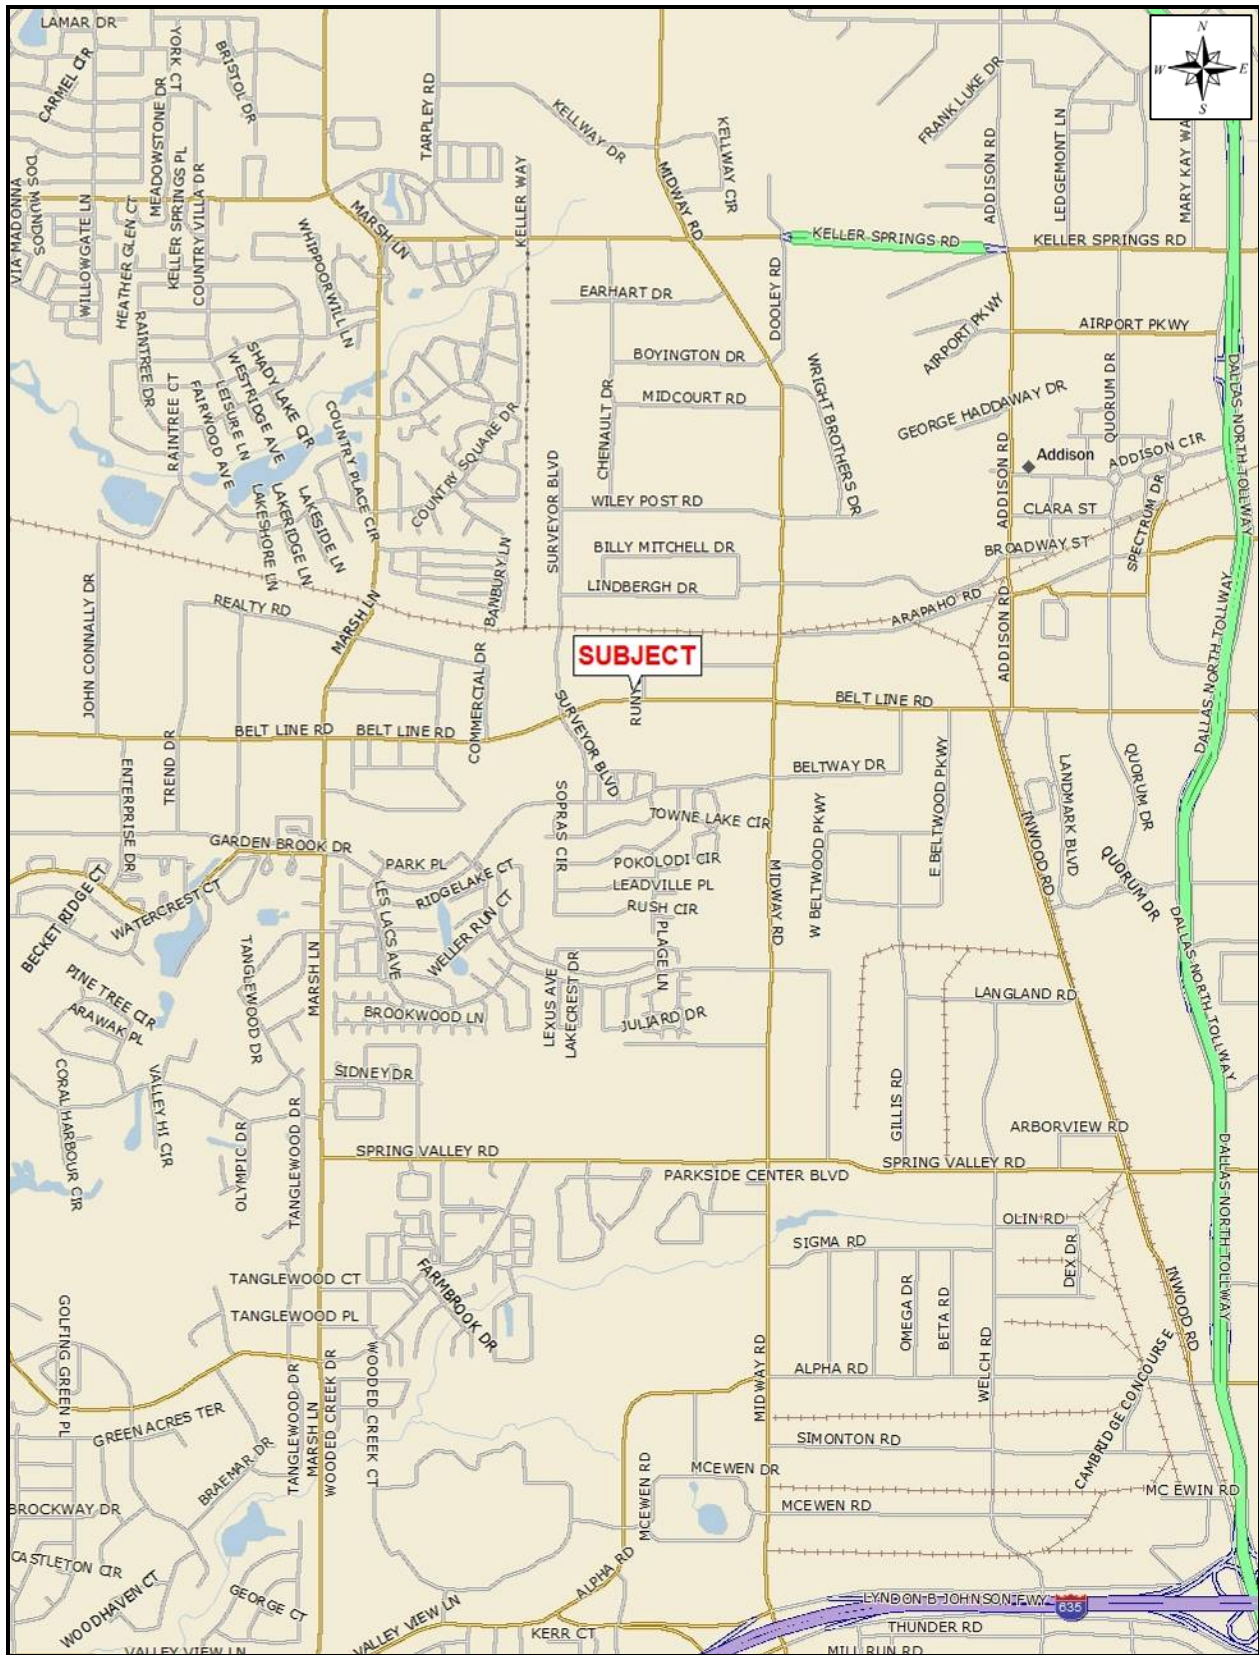 LAMAR DR
YORK CT
BRISTOL DR
CARMEL CIR
TARPLEY RD
KELLWAY DR
KELLWAY CIR
FRANK LUKE DR
ADDISON RD
LEDGEMONT LN
MARY KAY WA
N
W
E
S
VIA MADONNA
DOS MUNDOS
WILLOWGATE LN
HEATHER GLEN CT
MEADOWSTONE DR
KELLER SPRINGS PL
COUNTRY VILLA DR
WHIPPOORWILL LN
MARSH LN
KELLER WAY
MIDWAY RD
KELLER SPRINGS RD
KELLER SPRINGS RD
EARHART DR
DOOLEY RD
AIRPORT PKWY
AIRPORT PKWY
RAINTREE DR
SHADY LAKE CIR
WESTRIDGE AVE
LEISURE LN
FAIRWOOD AVE
RAINTREE CT
COUNTRY PLACE CIR
COUNTRY SQUARE DR
BOYINGTON DR
MIDCOURT RD
CHENAULT DR
WRIGHT BROTHERS DR
GEORGE HADDAWAY DR
QUORUM DR
DALLAS NORTH TOLLWAY
Addison
ADDISON CIR
ADDISON RD
LAKESHORE LN
LAKERIDGE LN
LAKESIDE LN
SURVEYOR BLVD
WILEY POST RD
CLARA ST
SPECTRUM DR
BILLY MITCHELL DR
BROADWAY ST
LINDBERGH DR
BANBURY LN
JOHN CONNALLY DR
REALTY RD
MARSH LN
ARAPAHO RD
ADDISON RD
DALLAS NORTH TOLLWAY
SUBJECT
RUNY
COMMERCIAL DR
SURVEYOR BLVD
BELT LINE RD
BELT LINE RD
BELT LINE RD
TREND DR
ENTERPRISE DR
BELTWAY DR
E BELTWOOD PKWY
W BELTWOOD PKWY
LANDMARK BLVD
QUORUM DR
QUORUM DR
INWOOD RD
SOPRAS CIR
TOWNE LAKE CIR
GARDEN BROOK DR
PARK PL
RIDGELAKE CT
POKOLODI CIR
LEADVILLE PL
RUSH CIR
MIDWAY RD
BECKET RIDGE CT
WATERCREST CT
LES LACS AVE
WELLER RUN CT
PLAGE LN
LEXUS AVE
LAKECREST DR
TANGLEWOOD DR
MARSH LN
PINE TREE CIR
ARAWAK PL
BROOKWOOD LN
JULIARD DR
LANGLAND RD
DALLAS NORTH TOLLWAY
CORAL HARBOUR CIR
VALLEY HI CIR
OLYMPIC DR
TANGLEWOOD DR
SIDNEY DR
GILLIS RD
ARBORVIEW RD
SPRING VALLEY RD
SPRING VALLEY RD
PARKSIDE CENTER BLVD
DALLAS NORTH TOLLWAY
OLIN RD
SIGMA RD
DEX DR
TANGLEWOOD CT
FARMBROOK DR
TANGLEWOOD PL
OMEGA DR
BETA RD
INWOOD RD
GOLFING GREEN PL
WOODED CREEK CT
MIDWAY RD
ALPHA RD
WELCH RD
CAMBRIDGE CONCOURSE
TANGLEWOOD DR
MARSH LN
WOODED CREEK DR
GREEN ACRES TER
BRAEMAR DR
SIMONTON RD
MCEWEN RD
MCEWEN DR
MC EWIN RD
BROCKWAY DR
MCEWEN RD
CASTLETON CIR
WOODHAVEN CT
GEORGE CT
ALPHA RD
LYNDON B JOHNSON FWY
635
VALLEY VIEW LN
VALLEY VIEW LN
KERR CT
THUNDER RD
MILL RUN RD